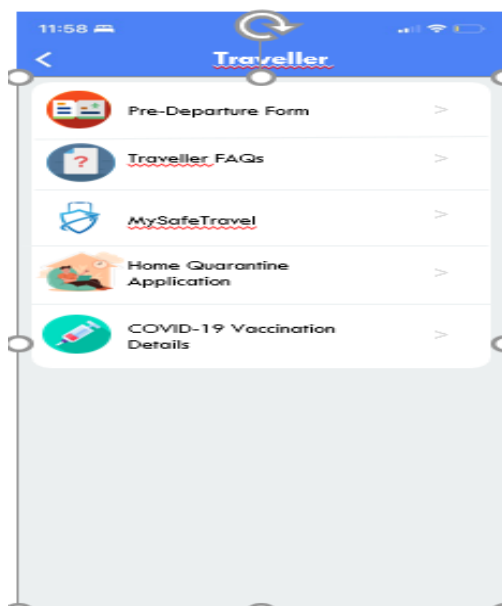 11:58
Traveller
Pre-Departure Form
Traveller FAQs
?
MySafeTravel
Home Quarantine
Application
COVID-19 Vaccination
Details